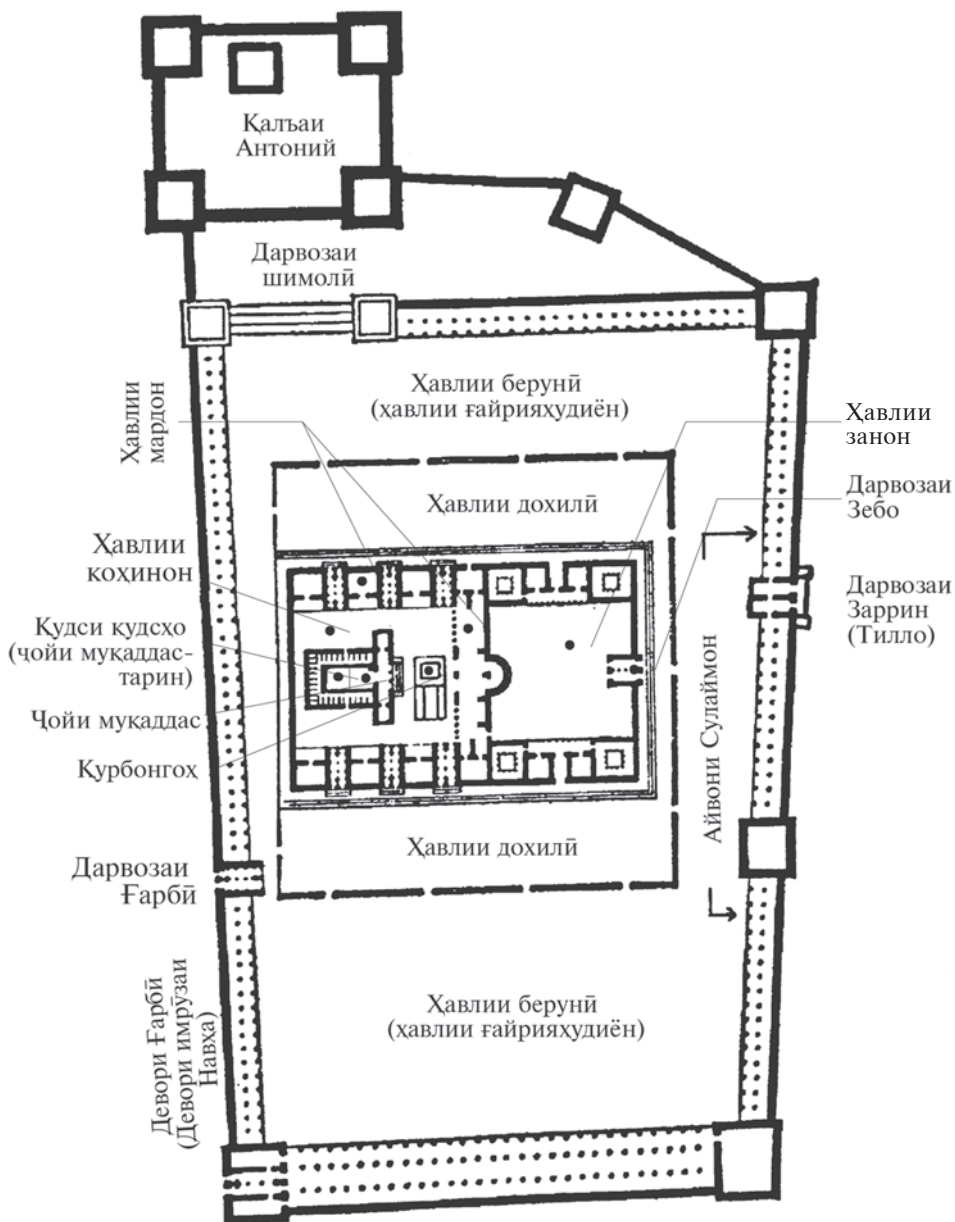 Қалъаи
Антоний
Дарвозаи
шимолӣ
Ҳавлии
мардон
Ҳавлии берунӣ
(ҳавлии ғайрияҳудиён)
Ҳавлии
занон
Ҳавлии дохилӣ
Дарвозаи
Зебо
Ҳавлии
коҳинон
Қудси қудсҳо
(ҷойи муқаддас-
тарин)
Ҷойи муқаддас
Қурбонгоҳ
Дарвозаи
Заррин
(Тилло)
Айвони Сулаймон
Ҳавлии дохилӣ
Дарвозаи
Ғарбӣ
Девори Ғарбӣ
(Девори имрӯзаи
Навҳа)
Ҳавлии берунӣ
(ҳавлии ғайрияҳудиён)